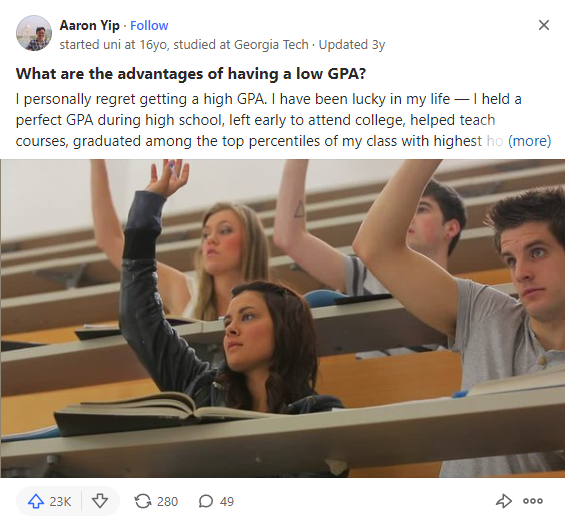 Aaron Yip · Follow
started uni at 16yo, studied at Georgia Tech · Updated 3y
What are the advantages of having a low GPA?
I personally regret getting a high GPA. I have been lucky in my life — I held a
perfect GPA during high school, left early to attend college, helped teach
courses, graduated among the top percentiles of my class with highest ho (more)
23K
280
49